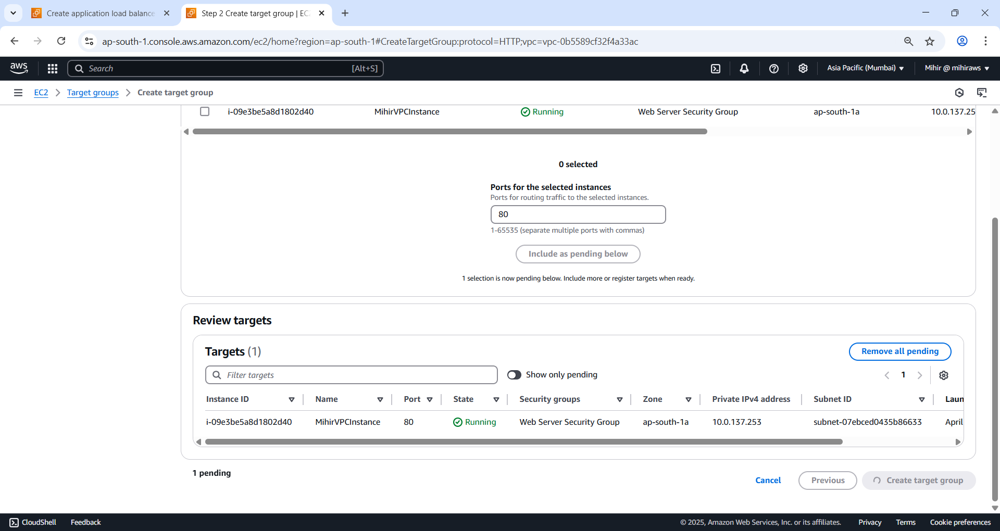 Create application load balance
Step 2 Create target group | EC
ap-south-1.console.aws.amazon.com/ec2/home?region=ap-south-1#CreateTargetGroup:protocol=HTTP;vpc=vpc-0b5589cf32f4a33ac
aws
Search [Alt+S]
Asia Pacific (Mumbai)
Mihir @ mihiraws
EC2 > Target groups > Create target group
i-09e3be5a8d1802d40 MihirVPCInstance Running Web Server Security Group ap-south-1a 10.0.137.25
0 selected
Ports for the selected instances
Ports for routing traffic to the selected instances.
80
1-65535 (separate multiple ports with commas)
Include as pending below
1 selection is now pending below. Include more or register targets when ready.
Review targets
Targets (1)
Remove all pending
Filter targets
Show only pending
1
Instance ID Name Port State Security groups Zone Private IPv4 address Subnet ID Laun
i-09e3be5a8d1802d40 MihirVPCInstance 80 Running Web Server Security Group ap-south-1a 10.0.137.253 subnet-07ebced0435b86633 April
1 pending
Cancel
Previous
Create target group
CloudShell
Feedback
© 2025, Amazon Web Services, Inc. or its affiliates.
Privacy
Terms
Cookie preferences